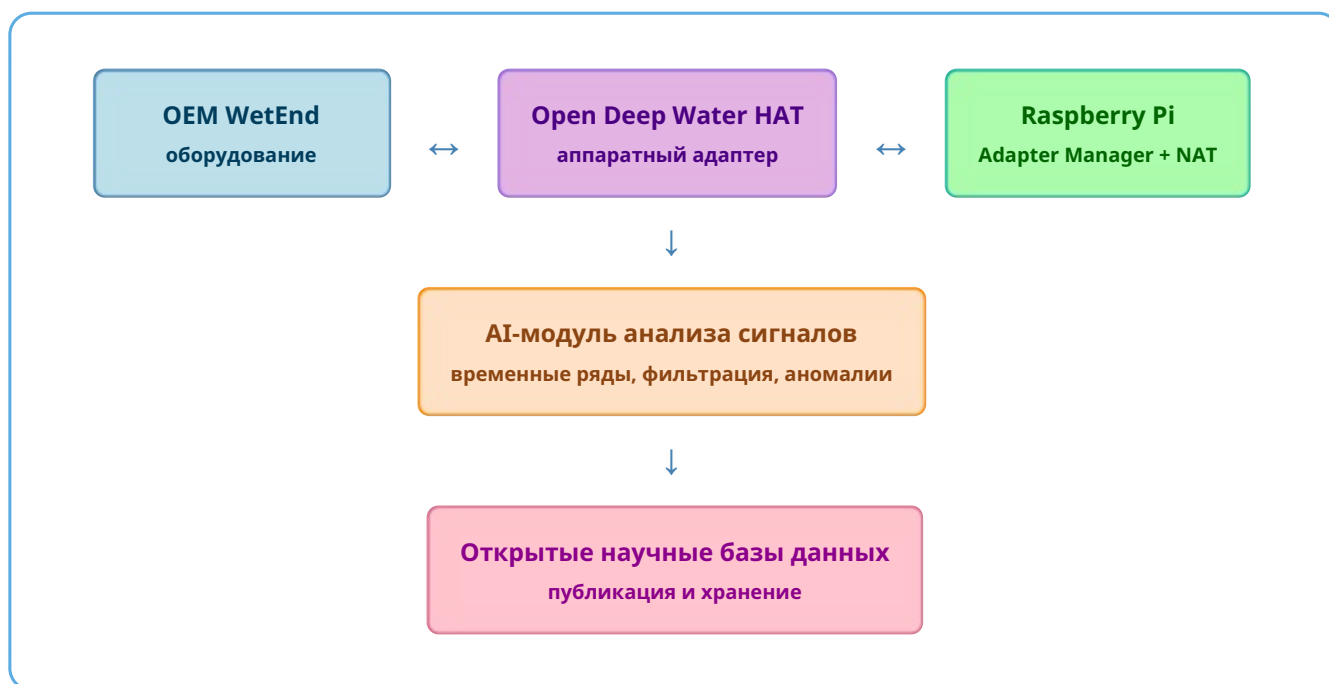 OEM WetEnd
оборудование
↔
Open Deep Water HAT
аппаратный адаптер
↔
Raspberry Pi
Adapter Manager + NAT
↓
AI-модуль анализа сигналов
временные ряды, фильтрация, аномалии
↓
Открытые научные базы данных
публикация и хранение